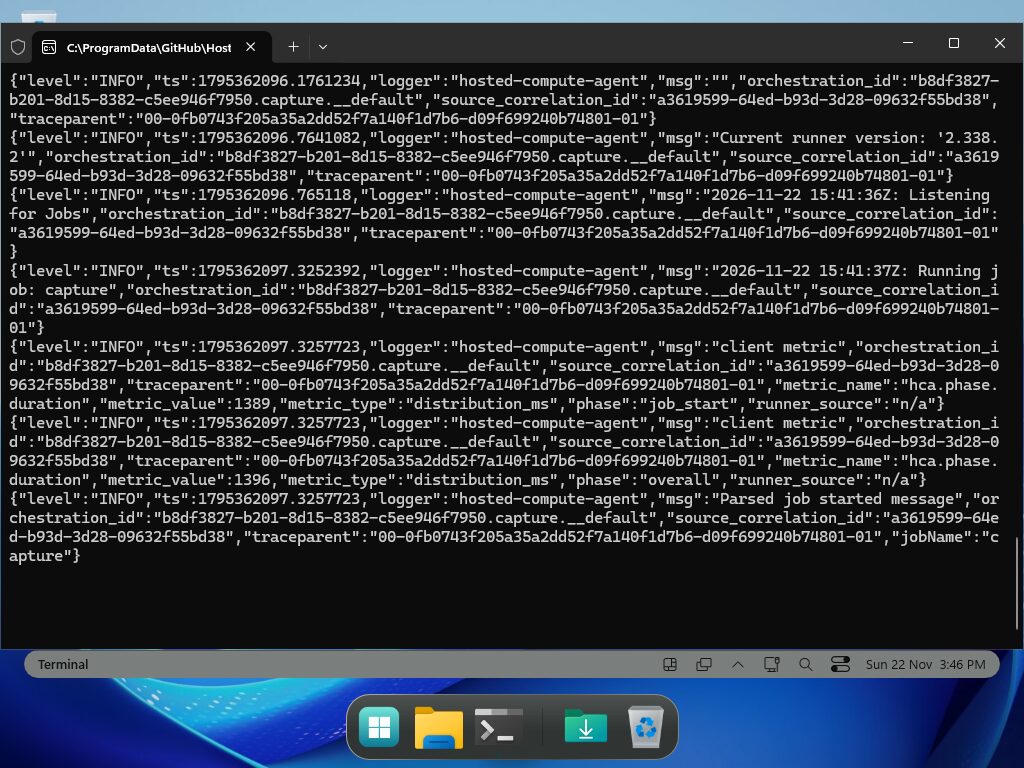 C:\ProgramData\GitHub\Host
{"level":"INFO","ts":1795362096.1761234,"logger":"hosted-compute-agent","msg":"","orchestration_id":"b8df3827-
b201-8d15-8382-c5ee946f7950.capture.__default","source_correlation_id":"a3619599-64ed-b93d-3d28-09632f55bd38",
"traceparent":"00-0fb0743f205a35a2dd52f7a140f1d7b6-d09f699240b74801-01"}
{"level":"INFO","ts":1795362096.7641082,"logger":"hosted-compute-agent","msg":"Current runner version: '2.338.
2'","orchestration_id":"b8df3827-b201-8d15-8382-c5ee946f7950.capture.__default","source_correlation_id":"a3619
599-64ed-b93d-3d28-09632f55bd38","traceparent":"00-0fb0743f205a35a2dd52f7a140f1d7b6-d09f699240b74801-01"}
{"level":"INFO","ts":1795362096.765118,"logger":"hosted-compute-agent","msg":"2026-11-22 15:41:36Z: Listening
for Jobs","orchestration_id":"b8df3827-b201-8d15-8382-c5ee946f7950.capture.__default","source_correlation_id":
"a3619599-64ed-b93d-3d28-09632f55bd38","traceparent":"00-0fb0743f205a35a2dd52f7a140f1d7b6-d09f699240b74801-01"
}
{"level":"INFO","ts":1795362097.3252392,"logger":"hosted-compute-agent","msg":"2026-11-22 15:41:37Z: Running j
ob: capture","orchestration_id":"b8df3827-b201-8d15-8382-c5ee946f7950.capture.__default","source_correlation_i
d":"a3619599-64ed-b93d-3d28-09632f55bd38","traceparent":"00-0fb0743f205a35a2dd52f7a140f1d7b6-d09f699240b74801-
01"}
{"level":"INFO","ts":1795362097.3257723,"logger":"hosted-compute-agent","msg":"client metric","orchestration_i
d":"b8df3827-b201-8d15-8382-c5ee946f7950.capture.__default","source_correlation_id":"a3619599-64ed-b93d-3d28-0
9632f55bd38","traceparent":"00-0fb0743f205a35a2dd52f7a140f1d7b6-d09f699240b74801-01","metric_name":"hca.phase.
duration","metric_value":1389,"metric_type":"distribution_ms","phase":"job_start","runner_source":"n/a"}
{"level":"INFO","ts":1795362097.3257723,"logger":"hosted-compute-agent","msg":"client metric","orchestration_i
d":"b8df3827-b201-8d15-8382-c5ee946f7950.capture.__default","source_correlation_id":"a3619599-64ed-b93d-3d28-0
9632f55bd38","traceparent":"00-0fb0743f205a35a2dd52f7a140f1d7b6-d09f699240b74801-01","metric_name":"hca.phase.
duration","metric_value":1396,"metric_type":"distribution_ms","phase":"overall","runner_source":"n/a"}
{"level":"INFO","ts":1795362097.3257723,"logger":"hosted-compute-agent","msg":"Parsed job started message","or
chestration_id":"b8df3827-b201-8d15-8382-c5ee946f7950.capture.__default","source_correlation_id":"a3619599-64e
d-b93d-3d28-09632f55bd38","traceparent":"00-0fb0743f205a35a2dd52f7a140f1d7b6-d09f699240b74801-01","jobName":"c
apture"}
Terminal
Sun 22 Nov 3:46 PM